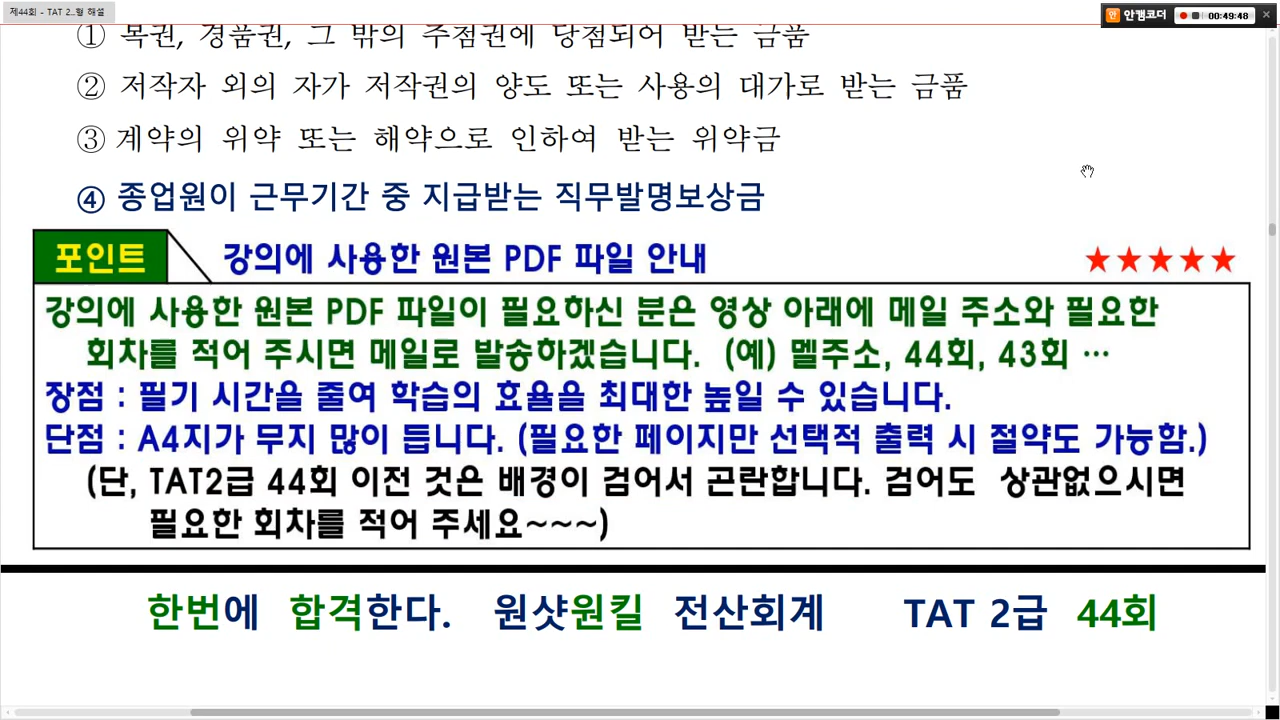 제44회 - TAT 2...형 해설
안캠코더 00:49:48
① 복권, 경품권, 그 밖의 추첨권에 당첨되어 받는 금품
② 저작자 외의 자가 저작권의 양도 또는 사용의 대가로 받는 금품
③ 계약의 위약 또는 해약으로 인하여 받는 위약금
④ 종업원이 근무기간 중 지급받는 직무발명보상금
포인트 강의에 사용한 원본 PDF 파일 안내 ★★★★★
강의에 사용한 원본 PDF 파일이 필요하신 분은 영상 아래에 메일 주소와 필요한
회차를 적어 주시면 메일로 발송하겠습니다. (예) 멜주소, 44회, 43회 …
장점 : 필기 시간을 줄여 학습의 효율을 최대한 높일 수 있습니다.
단점 : A4지가 무지 많이 듭니다. (필요한 페이지만 선택적 출력 시 절약도 가능함.)
(단, TAT2급 44회 이전 것은 배경이 검어서 곤란합니다. 검어도 상관없으시면
필요한 회차를 적어 주세요~~~)
한번에 합격한다. 원샷원킬 전산회계 TAT 2급 44회